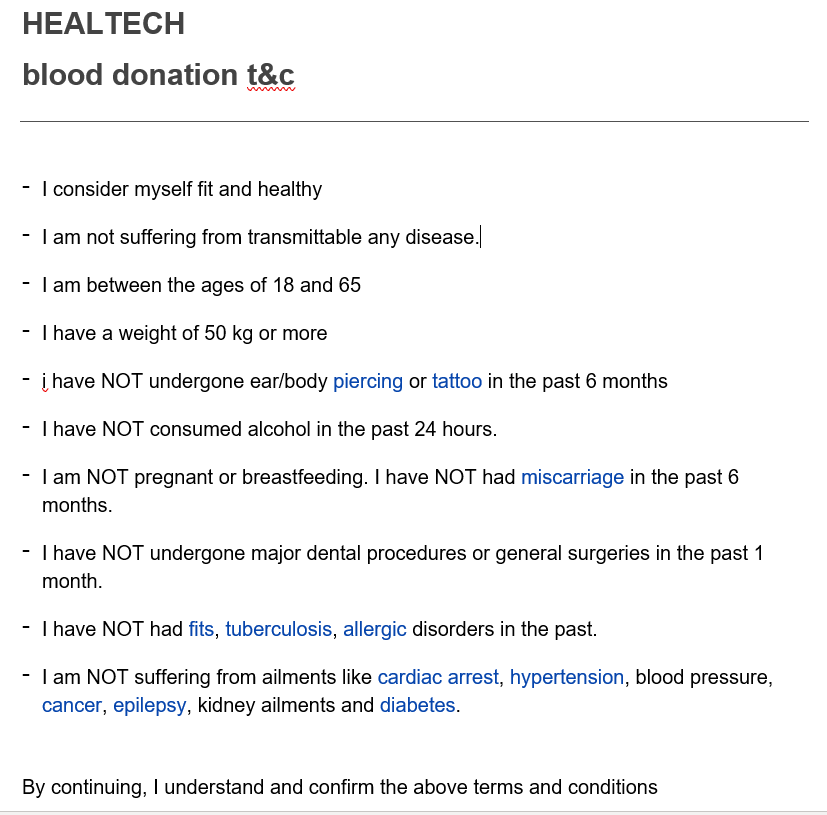 HEALTECH
blood donation t&c
- I consider myself fit and healthy
- I am not suffering from transmittable any disease.
- I am between the ages of 18 and 65
- I have a weight of 50 kg or more
- i have NOT undergone ear/body piercing or tattoo in the past 6 months
- I have NOT consumed alcohol in the past 24 hours.
- I am NOT pregnant or breastfeeding. I have NOT had miscarriage in the past 6
months.
- I have NOT undergone major dental procedures or general surgeries in the past 1
month.
- I have NOT had fits, tuberculosis, allergic disorders in the past.
- I am NOT suffering from ailments like cardiac arrest, hypertension, blood pressure,
cancer, epilepsy, kidney ailments and diabetes.
By continuing, I understand and confirm the above terms and conditions